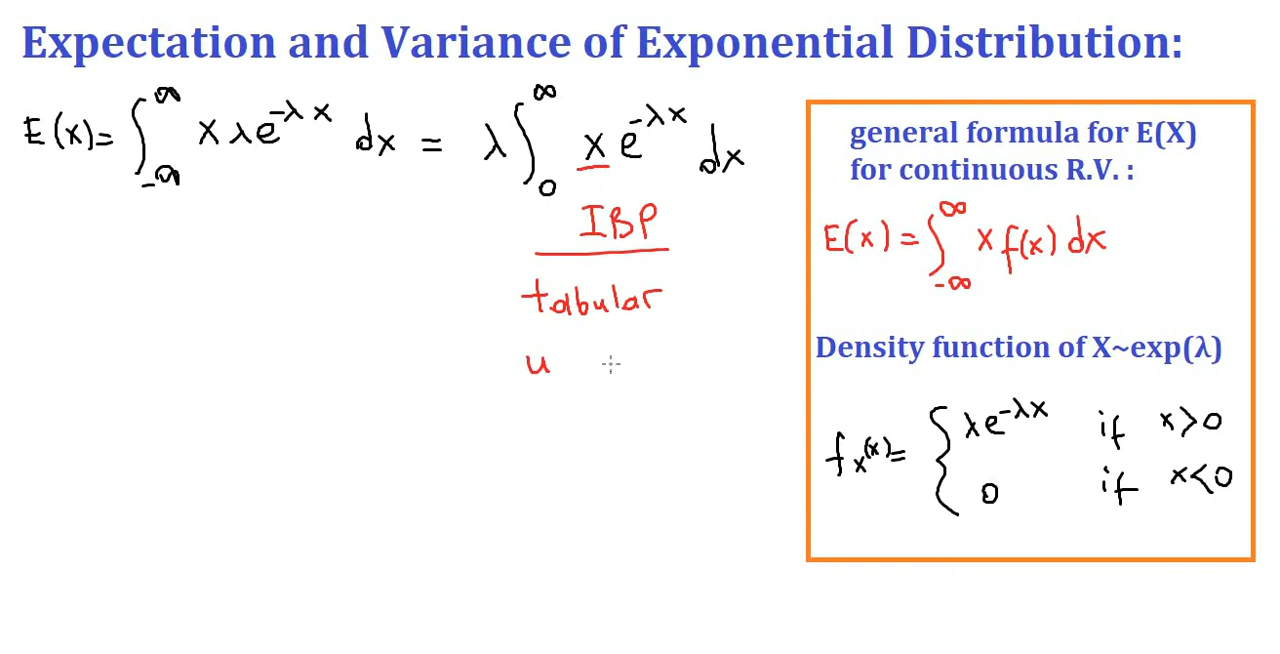 Expectation and Variance of Exponential Distribution:
E(x)= ∫_{-∞}^{∞} x λe^{-λx} dx = λ∫_{0}^{∞} x e^{-λx} dx
IBP
tabular
u
general formula for E(X)
for continuous R.V. :
E(x) = ∫_{-∞}^{∞} x f(x) dx
Density function of X~exp(λ)
f_x(x)= { λe^{-λx} if x>0
0 if x<0